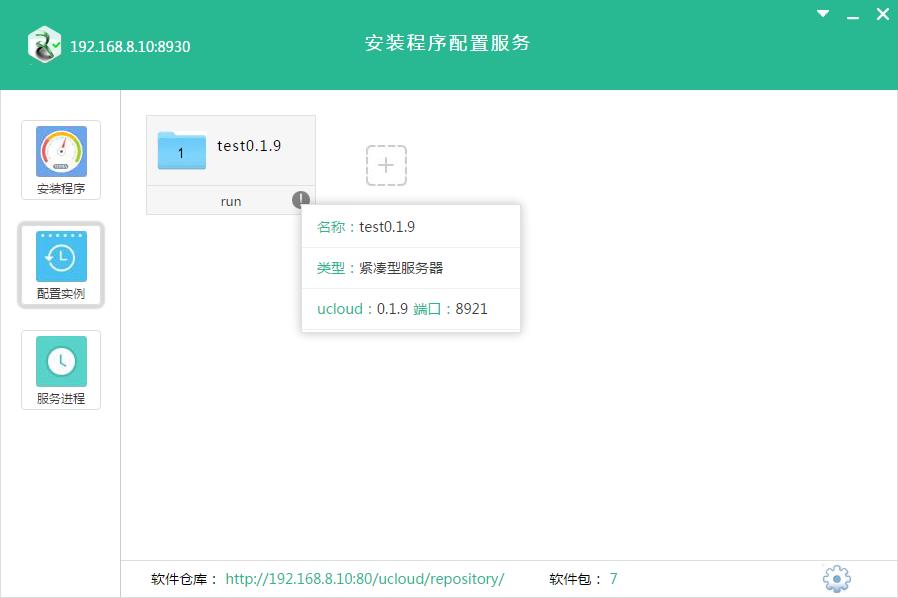 192.168.8.10:8930
安装程序配置服务
安装程序
配置实例
服务进程
1
test0.1.9
run
名称：test0.1.9
类型：紧凑型服务器
ucloud：0.1.9 端口：8921
软件仓库： http://192.168.8.10:80/ucloud/repository/ 软件包： 7